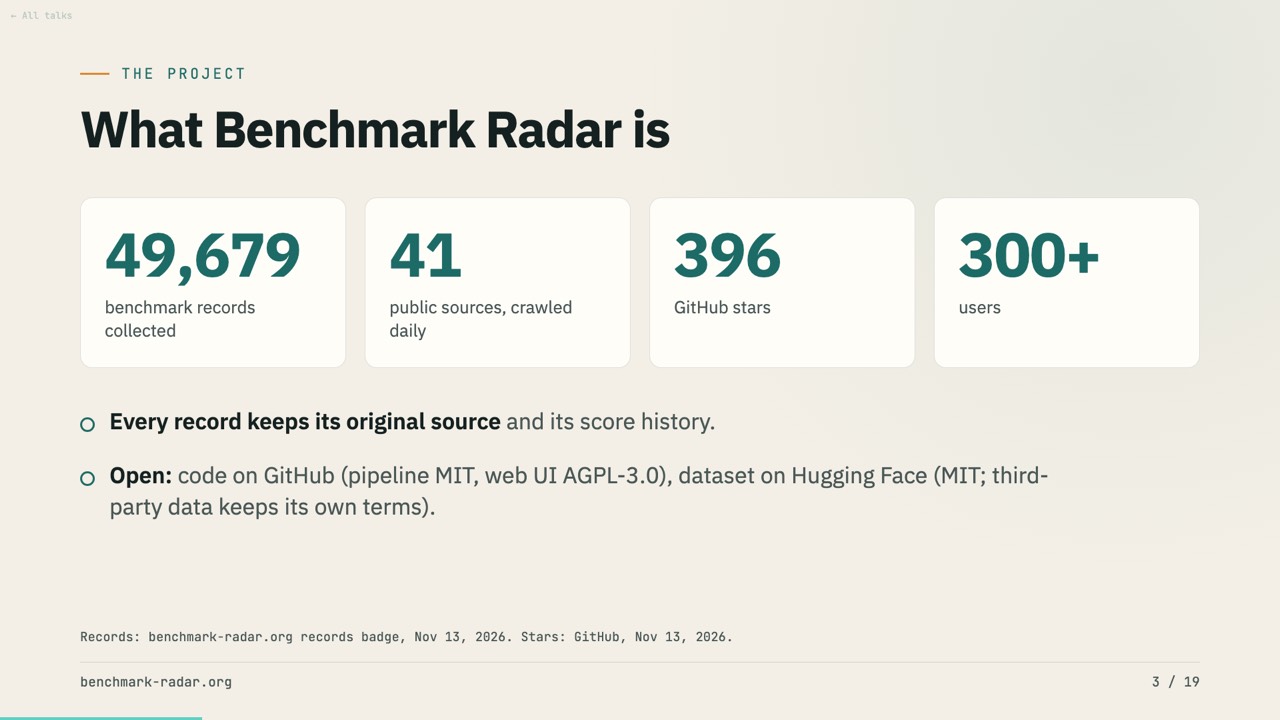 ← All talks
THE PROJECT
What Benchmark Radar is
49,679
benchmark records
collected
41
public sources, crawled
daily
396
GitHub stars
300+
users
Every record keeps its original source and its score history.
Open: code on GitHub (pipeline MIT, web UI AGPL-3.0), dataset on Hugging Face (MIT; third-
party data keeps its own terms).
Records: benchmark-radar.org records badge, Nov 13, 2026. Stars: GitHub, Nov 13, 2026.
benchmark-radar.org
3 / 19